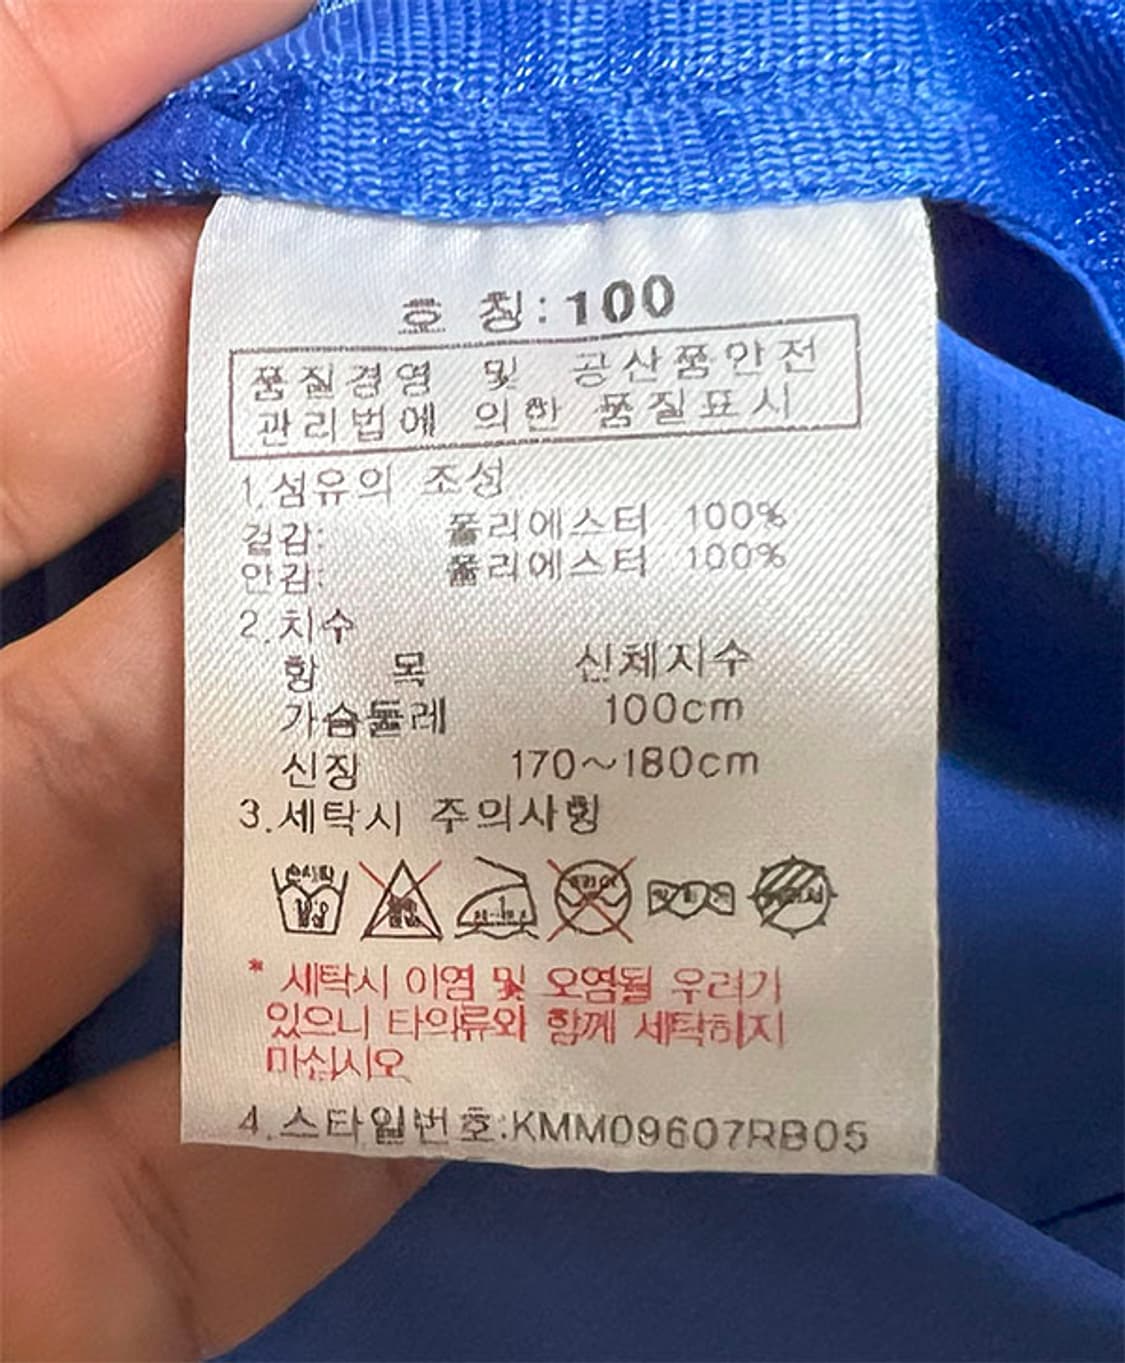 호 칭:100
품질경영 및 공산품안전
관리법에 의한 품질표시
1.섬유의 조성
겉감: 폴리에스터 100%
안감: 폴리에스터 100%
2.치수
항 목 신체치수
가슴둘레 100cm
신장 170~180cm
3.세탁시 주의사항
* 세탁시 이염 및 오염될 우려가
있으니 타의류와 함께 세탁하지
마십시오
4.스타일번호:KMM09607RB05